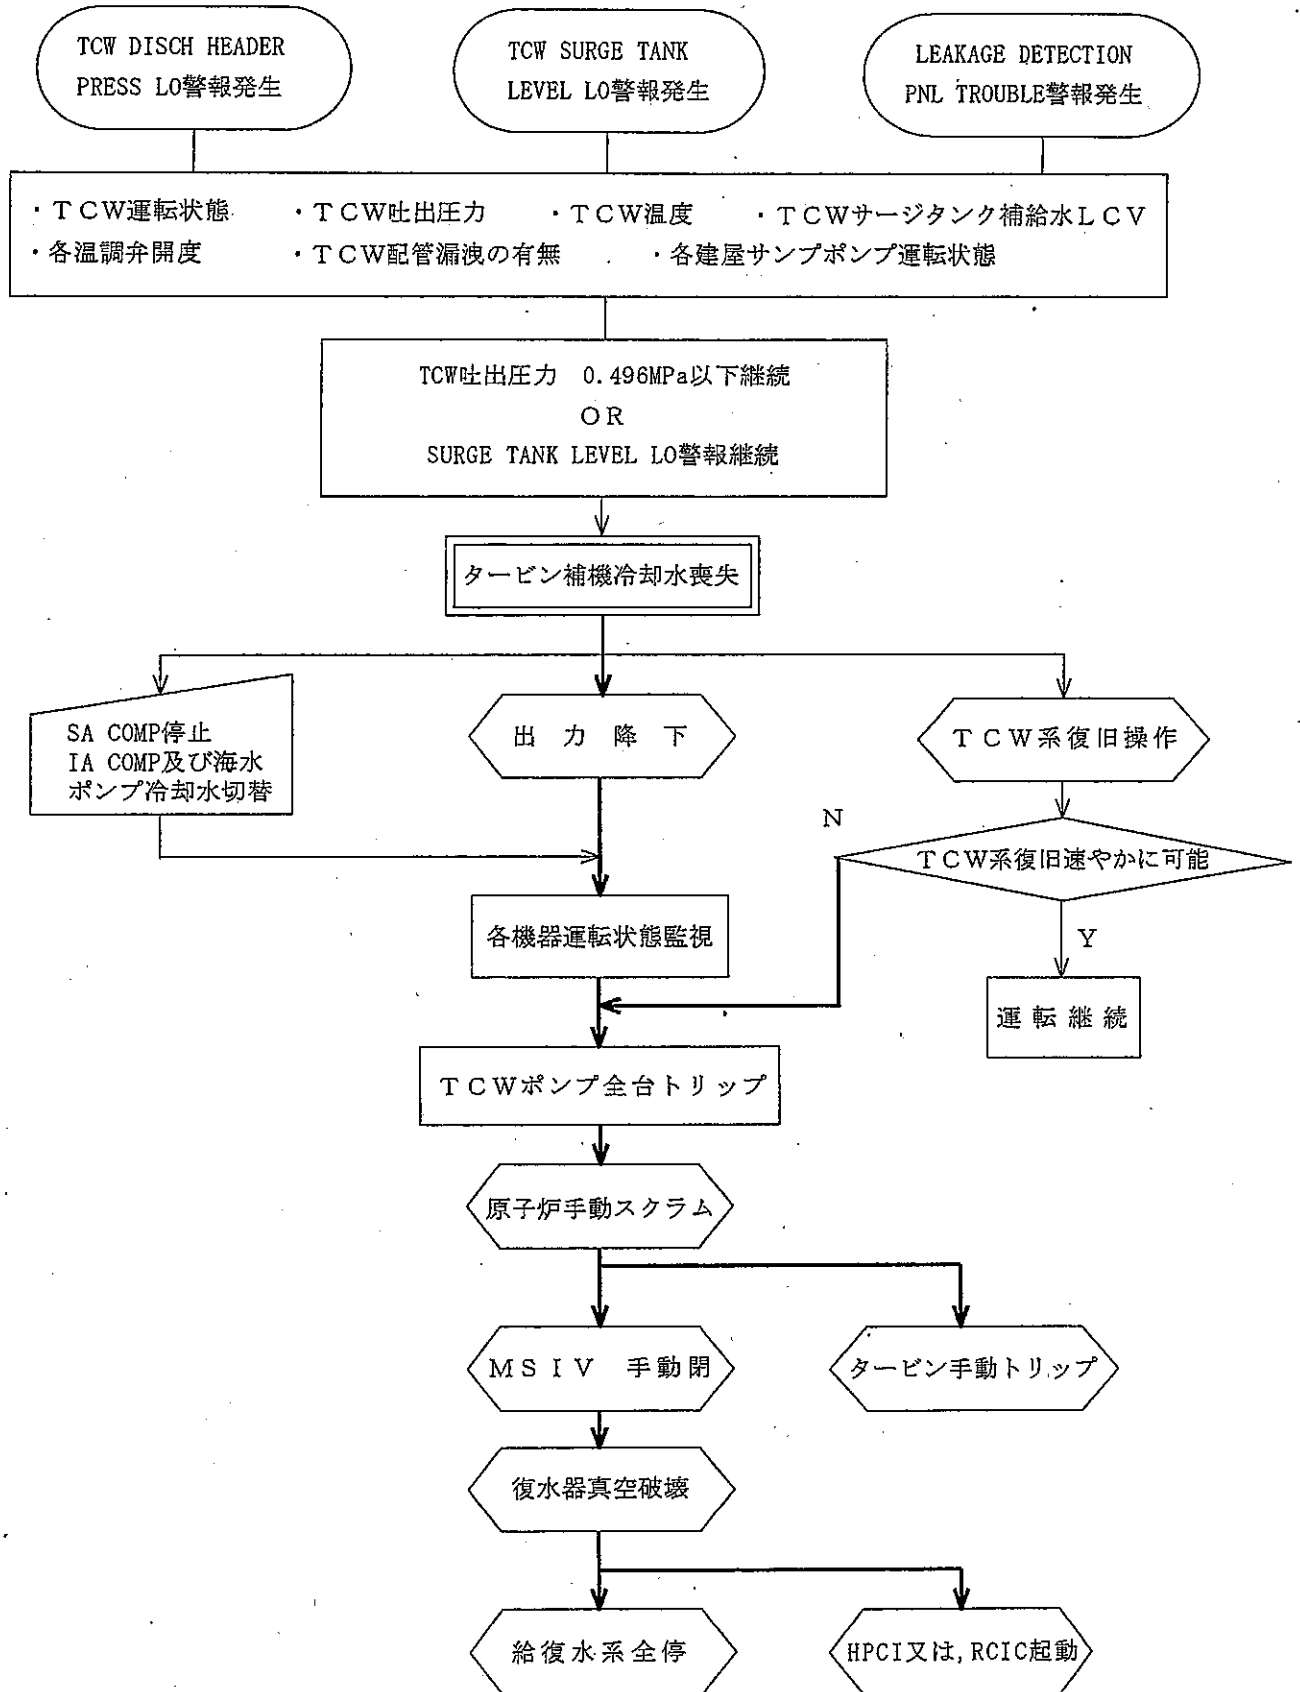 TCW DISCH HEADER
PRESS LO警報発生
TCW SURGE TANK
LEVEL LO警報発生
LEAKAGE DETECTION
PNL TROUBLE警報発生
・TCW運転状態 ・TCW吐出圧力 ・TCW温度 ・TCWサージタンク補給水LCV
・各温調弁開度 ・TCW配管漏洩の有無 ・各建屋サンプポンプ運転状態
TCW吐出圧力 0.496MPa以下継続
OR
SURGE TANK LEVEL LO警報継続
タービン補機冷却水喪失
SA COMP停止
IA COMP及び海水
ポンプ冷却水切替
出力降下
TCW系復旧操作
N
TCW系復旧速やかに可能
各機器運転状態監視
Y
運転継続
TCWポンプ全台トリップ
原子炉手動スクラム
MSIV 手動閉
タービン手動トリップ
復水器真空破壊
給復水系全停
HPCI又は,RCIC起動